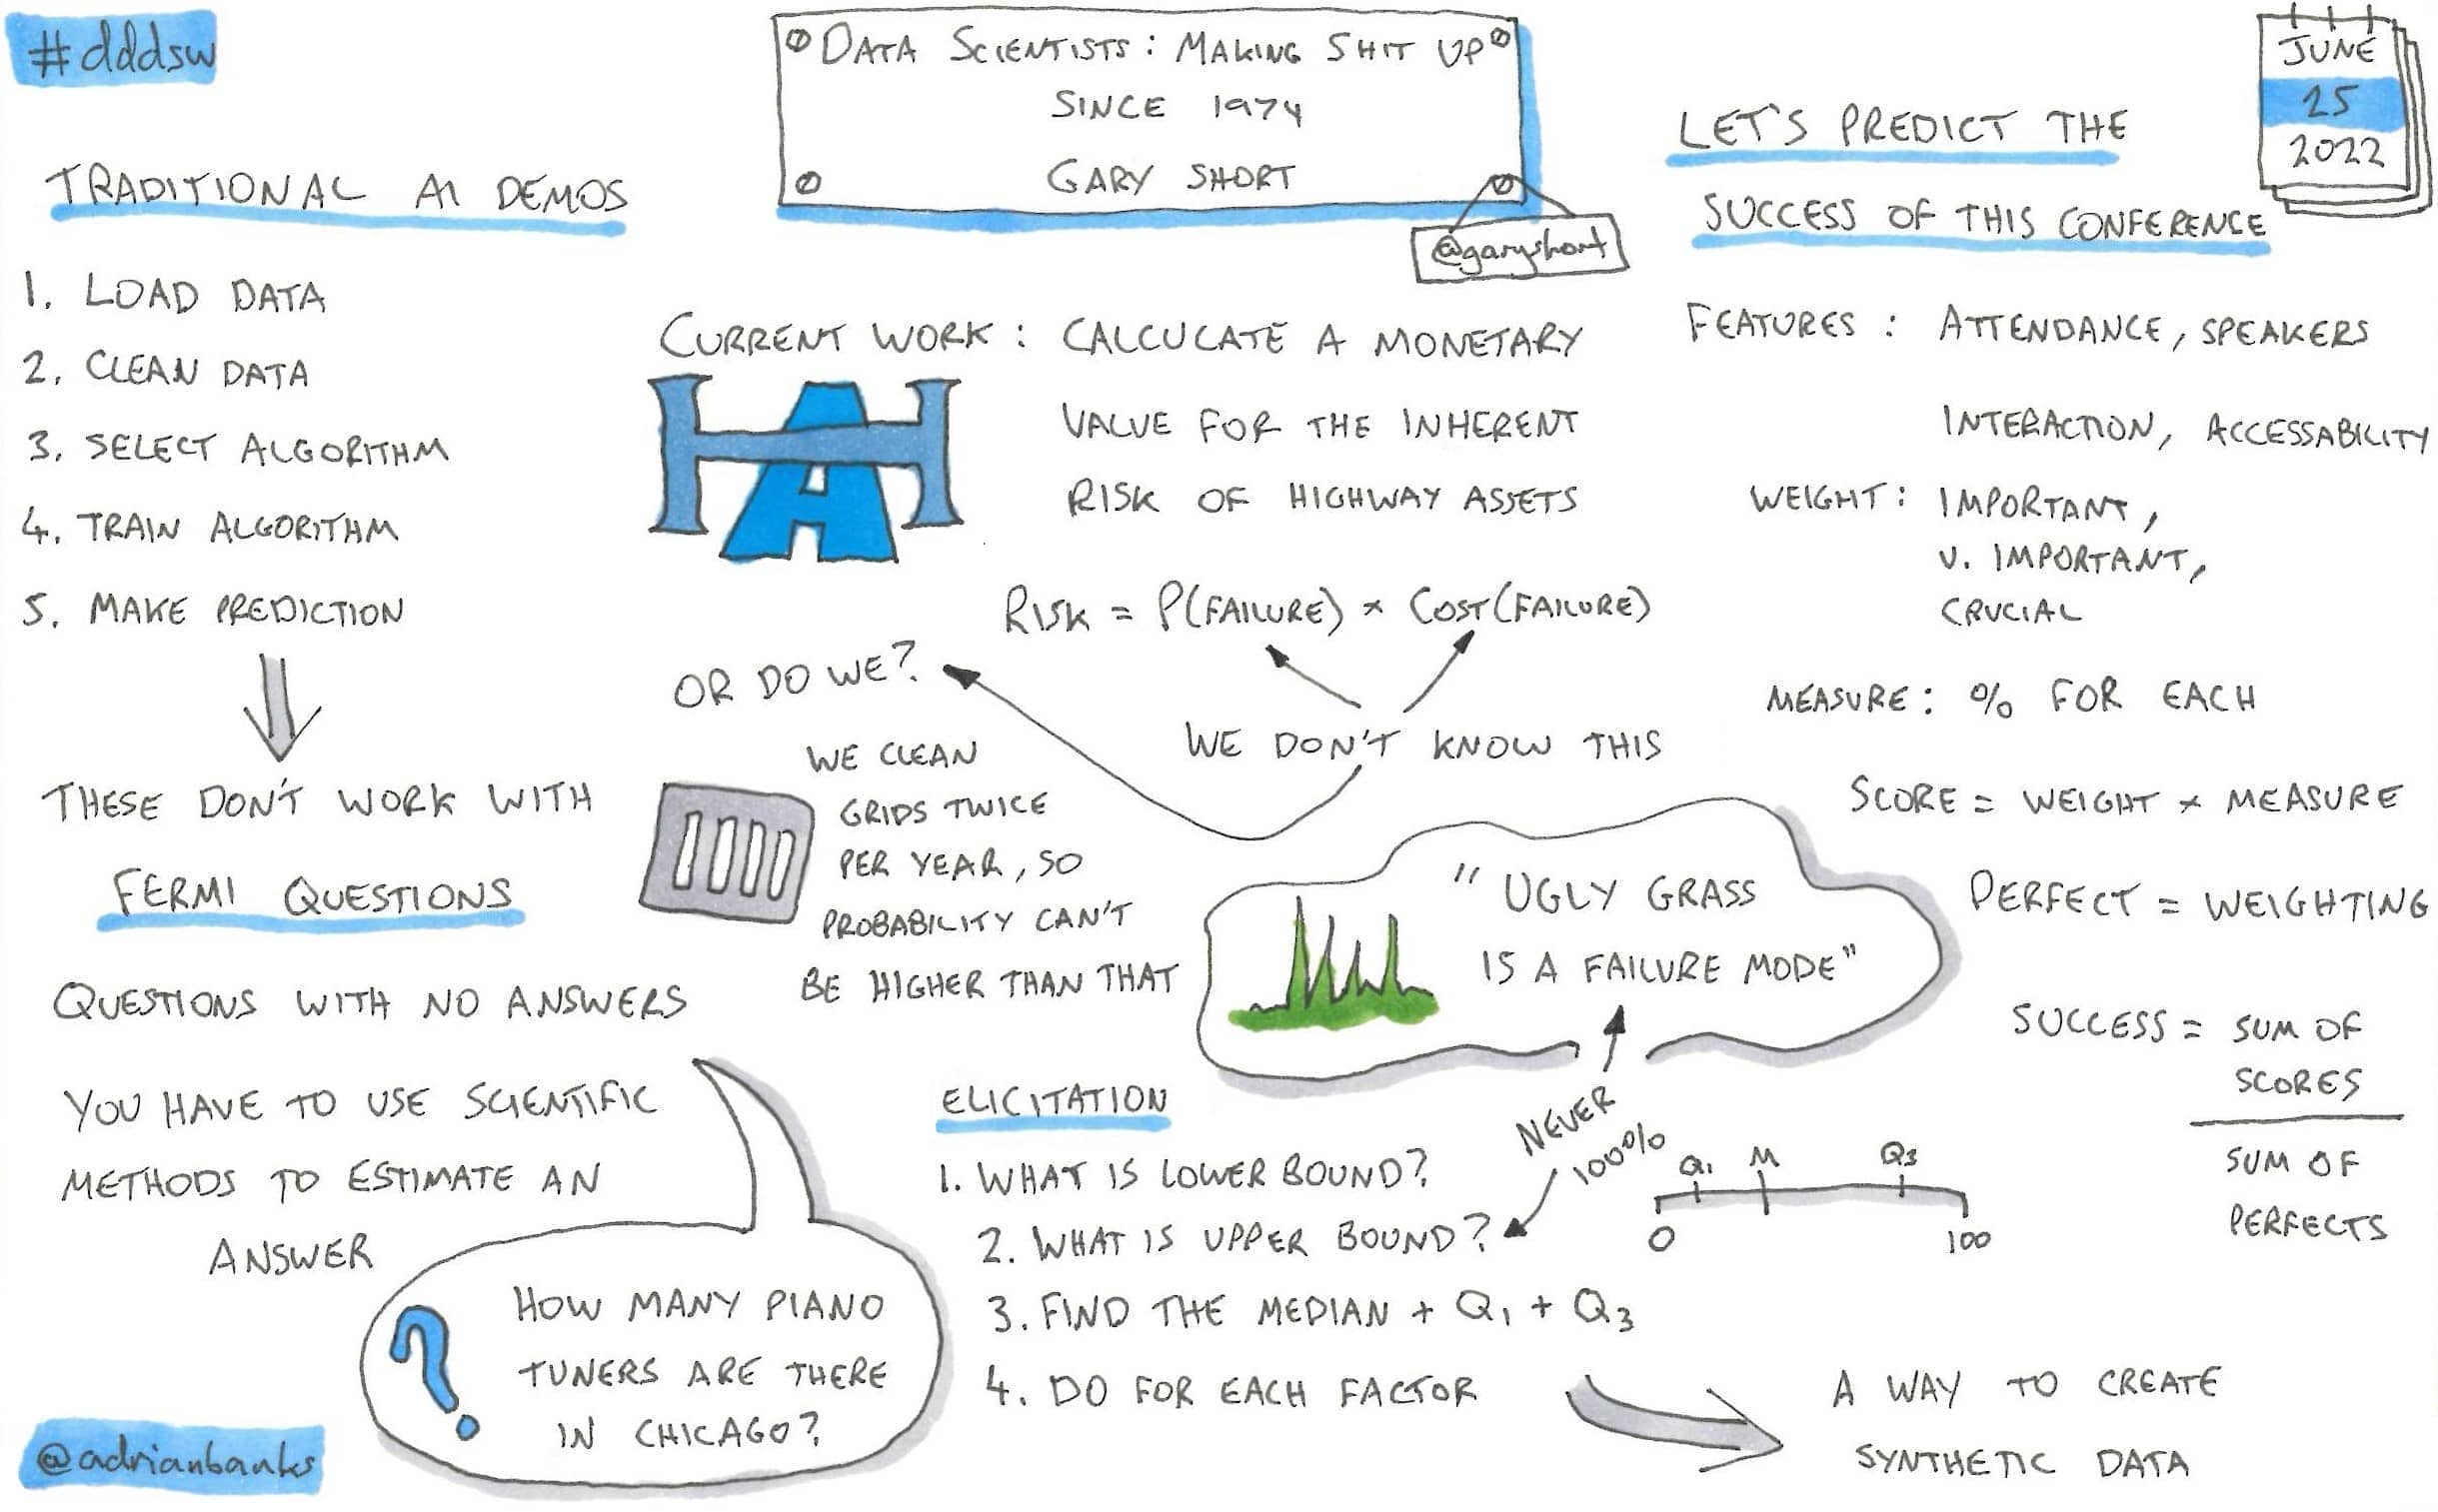 #dddsw
DATA SCIENTISTS: MAKING SHIT UP
SINCE 1974
GARY SHORT
@garyshort
JUNE
25
2022
TRADITIONAL AI DEMOS
1. LOAD DATA
2. CLEAN DATA
3. SELECT ALGORITHM
4. TRAIN ALGORITHM
5. MAKE PREDICTION
THESE DON'T WORK WITH
FERMI QUESTIONS
QUESTIONS WITH NO ANSWERS
YOU HAVE TO USE SCIENTIFIC
METHODS TO ESTIMATE AN
ANSWER
?
HOW MANY PIANO
TUNERS ARE THERE
IN CHICAGO?
@adrianbanks
CURRENT WORK: CALCULATE A MONETARY
VALUE FOR THE INHERENT
RISK OF HIGHWAY ASSETS
HA
RISK = P(FAILURE) × COST(FAILURE)
WE DON'T KNOW THIS
OR DO WE?
WE CLEAN
GRIDS TWICE
PER YEAR, SO
PROBABILITY CAN'T
BE HIGHER THAN THAT
"UGLY GRASS
IS A FAILURE MODE"
NEVER
100%
ELICITATION
1. WHAT IS LOWER BOUND?
2. WHAT IS UPPER BOUND?
3. FIND THE MEDIAN + Q1 + Q3
4. DO FOR EACH FACTOR
Q1 M Q3
0 100
A WAY TO CREATE
SYNTHETIC DATA
LET'S PREDICT THE
SUCCESS OF THIS CONFERENCE
FEATURES: ATTENDANCE, SPEAKERS
INTERACTION, ACCESSABILITY
WEIGHT: IMPORTANT,
V. IMPORTANT,
CRUCIAL
MEASURE: % FOR EACH
SCORE = WEIGHT × MEASURE
PERFECT = WEIGHTING
SUCCESS = SUM OF
SCORES
SUM OF
PERFECTS